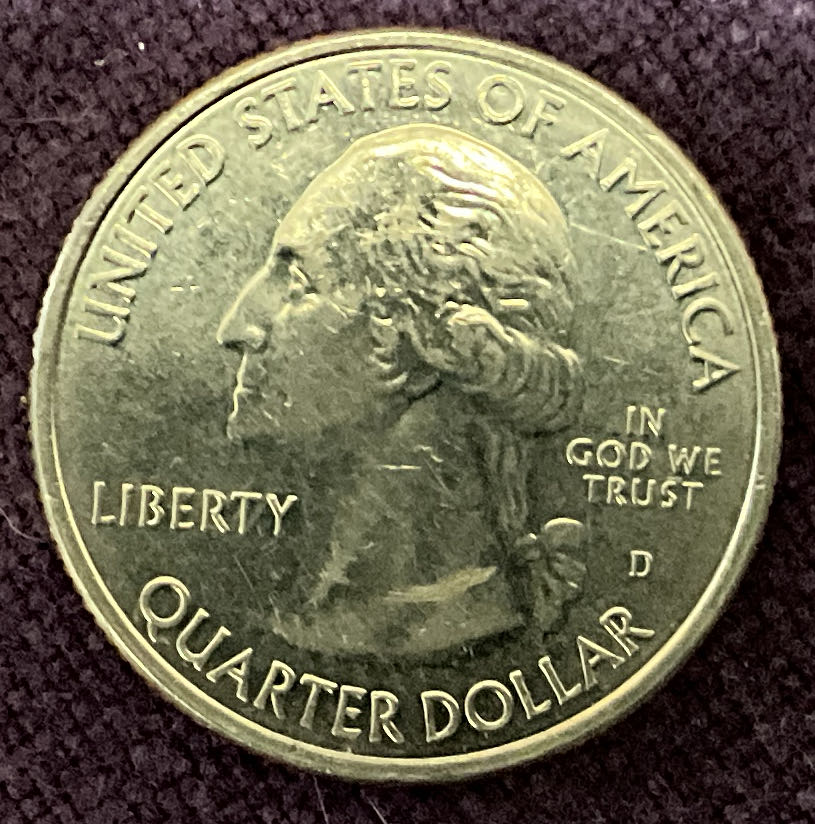 UNITED STATES OF AMERICA
LIBERTY
IN
GOD WE
TRUST
D
QUARTER DOLLAR